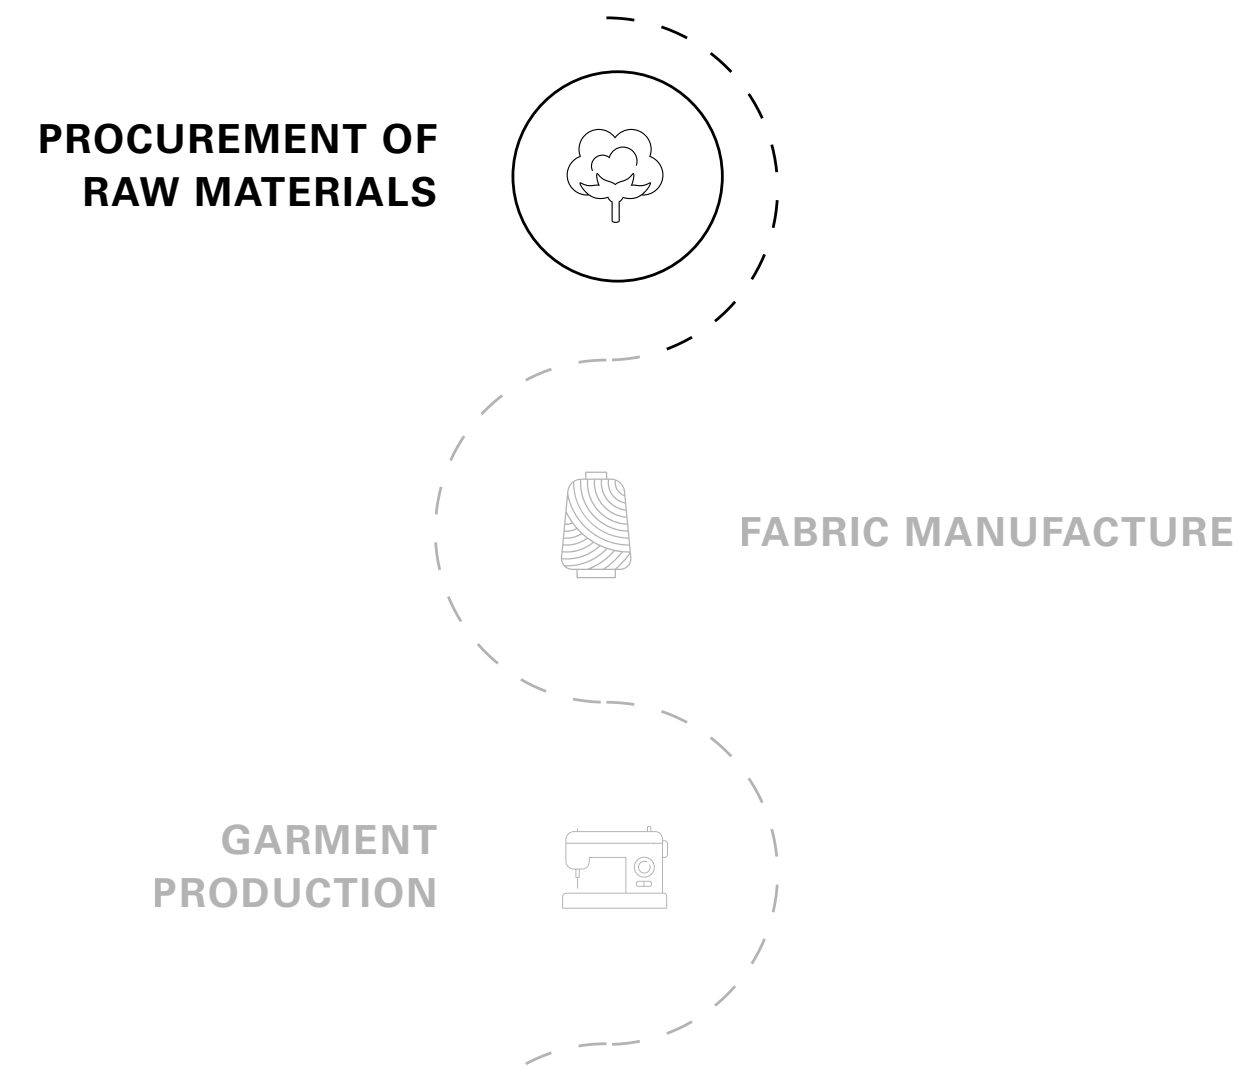 PROCUREMENT OF
RAW MATERIALS
FABRIC MANUFACTURE
GARMENT
PRODUCTION